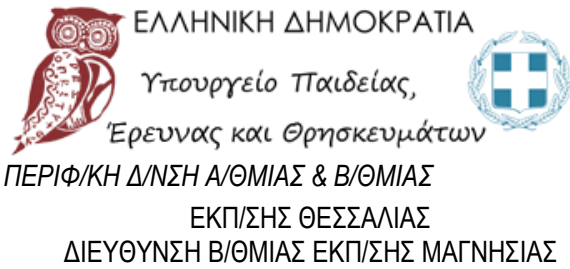 ΕΛΛΗΝΙΚΗ ΔΗΜΟΚΡΑΤΙΑ
Υπουργείο Παιδείας,
Έρευνας και Θρησκευμάτων
ΠΕΡΙΦ/ΚΗ Δ/ΝΣΗ Α/ΘΜΙΑΣ & Β/ΘΜΙΑΣ
ΕΚΠ/ΣΗΣ ΘΕΣΣΑΛΙΑΣ
ΔΙΕΥΘΥΝΣΗ Β/ΘΜΙΑΣ ΕΚΠ/ΣΗΣ ΜΑΓΝΗΣΙΑΣ